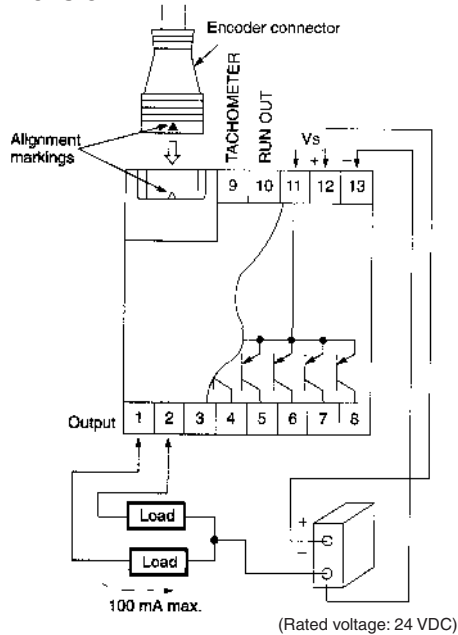 Encoder connector
TACHOMETER
RUN OUT
Alignment
markings
Vs
+ −
9 10 11 12 13
Output 1 2 3 4 5 6 7 8
Load
Load
+
−
100 mA max.
(Rated voltage: 24 VDC)